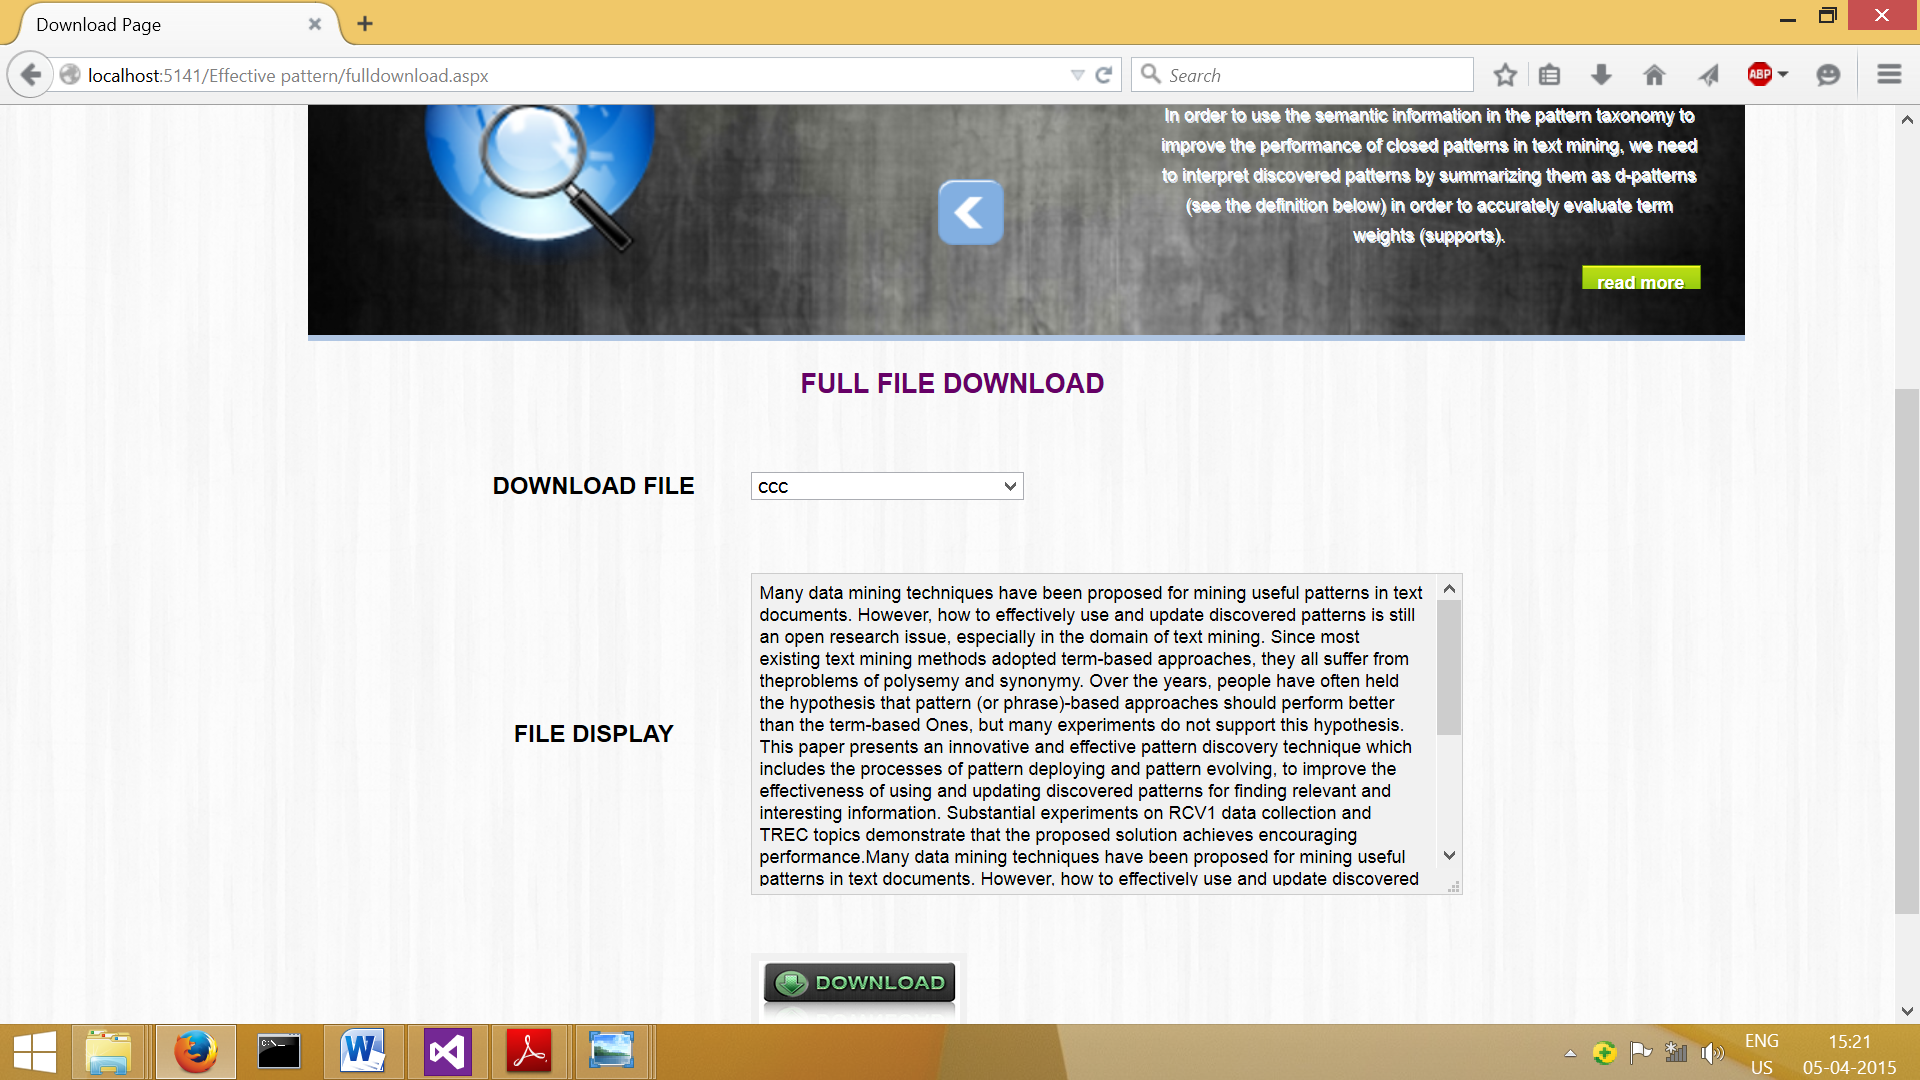 Download Page
localhost:5141/Effective pattern/fulldownload.aspx
Search
ABP
In order to use the semantic information in the pattern taxonomy to
improve the performance of closed patterns in text mining, we need
to interpret discovered patterns by summarizing them as d-patterns
(see the definition below) in order to accurately evaluate term
weights (supports).
read more
FULL FILE DOWNLOAD
DOWNLOAD FILE
ccc
FILE DISPLAY
Many data mining techniques have been proposed for mining useful patterns in text
documents. However, how to effectively use and update discovered patterns is still
an open research issue, especially in the domain of text mining. Since most
existing text mining methods adopted term-based approaches, they all suffer from
theproblems of polysemy and synonymy. Over the years, people have often held
the hypothesis that pattern (or phrase)-based approaches should perform better
than the term-based Ones, but many experiments do not support this hypothesis.
This paper presents an innovative and effective pattern discovery technique which
includes the processes of pattern deploying and pattern evolving, to improve the
effectiveness of using and updating discovered patterns for finding relevant and
interesting information. Substantial experiments on RCV1 data collection and
TREC topics demonstrate that the proposed solution achieves encouraging
performance.Many data mining techniques have been proposed for mining useful
patterns in text documents. However, how to effectively use and update discovered
DOWNLOAD
C:\._
W
ENG
US
15:21
05-04-2015